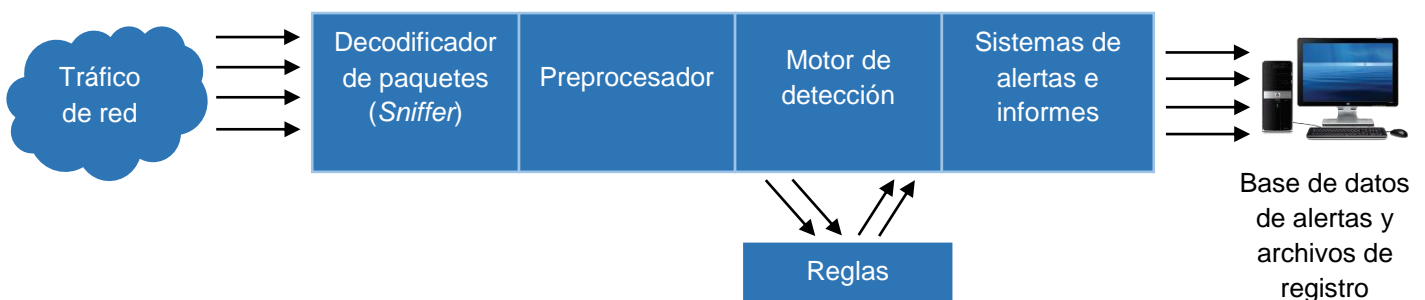 Tráfico
de red
Decodificador
de paquetes
(Sniffer)
Preprocesador
Motor de
detección
Sistemas de
alertas e
informes
Reglas
Base de datos
de alertas y
archivos de
registro